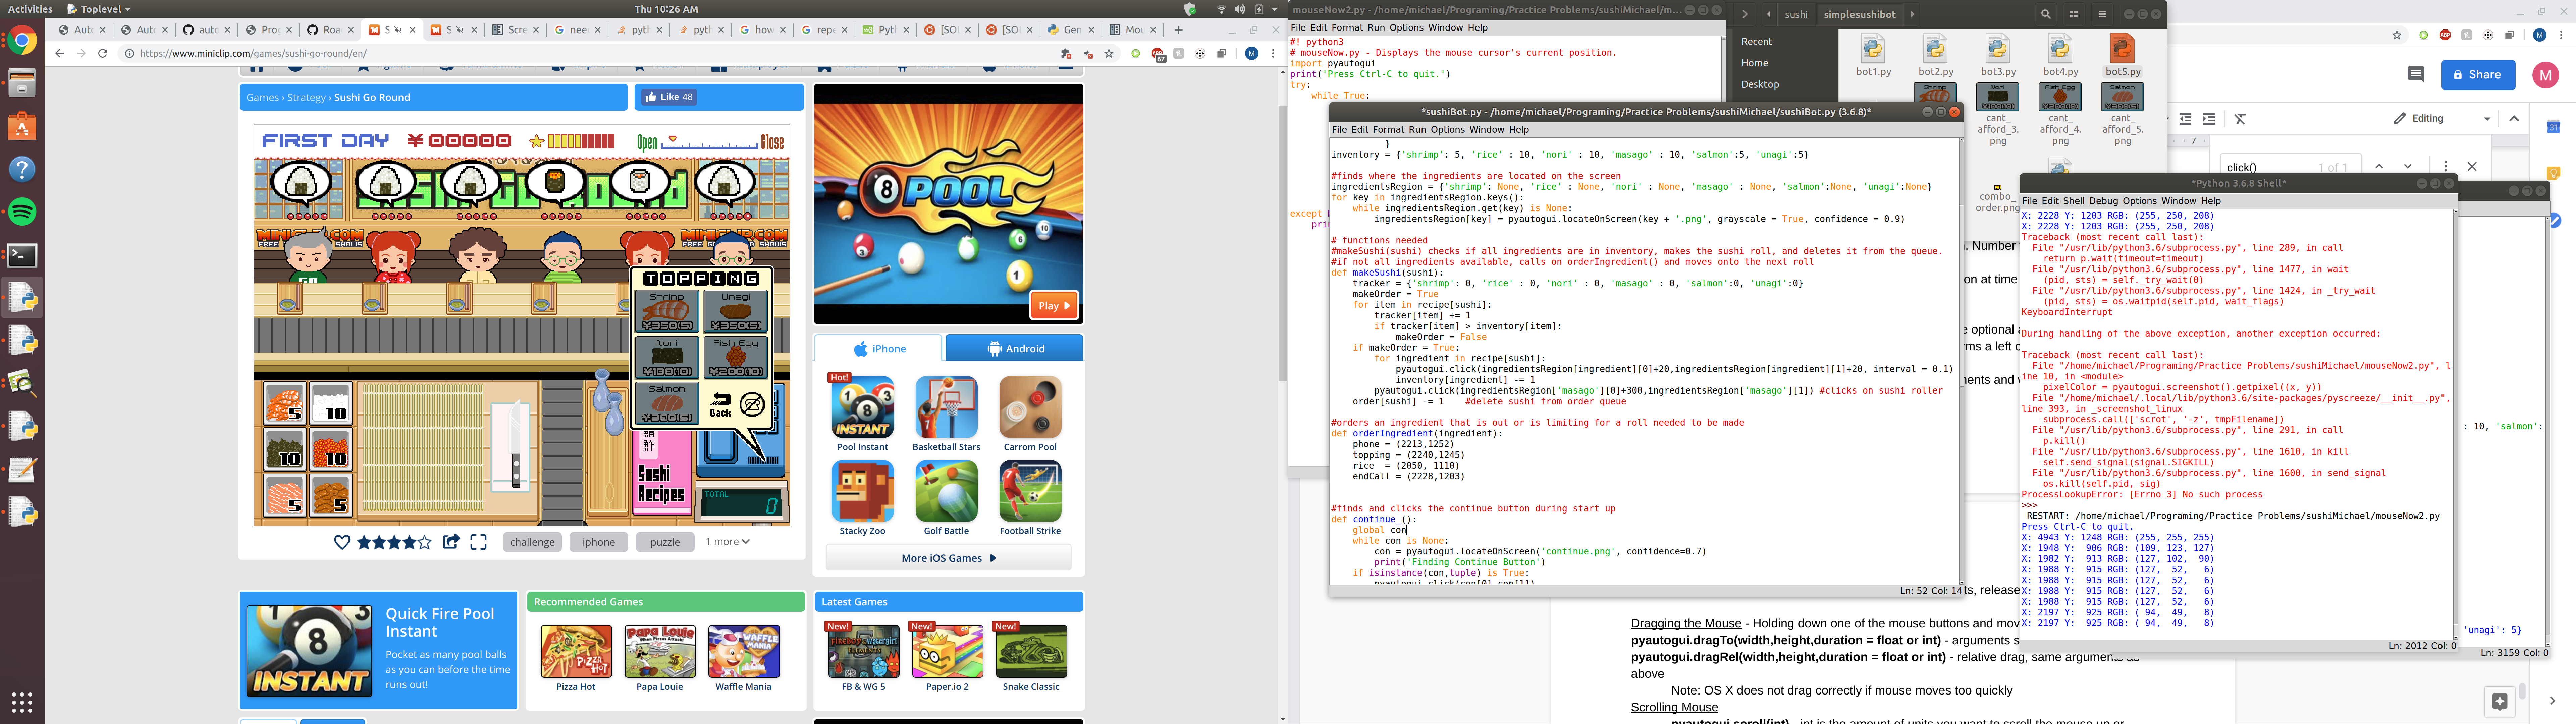 Activities
Toplevel
Thu 10:26 AM
https://www.miniclip.com/games/sushi-go-round/en/
Games › Strategy › Sushi Go Round
Like 48
FIRST DAY ¥00000 Open Close
TOPPING
Shrimp
¥350(5)
Unagi
¥350(5)
Nori
¥100(10)
Fish Egg
¥200(10)
Salmon
¥300(5)
Back
5
10
10
10
5
5
Sushi
Recipes
TOTAL
0
challenge
iphone
puzzle
1 more
8
POOL
Play
iPhone
Android
Hot!
Pool Instant
Basketball Stars
Carrom Pool
Stacky Zoo
Golf Battle
Football Strike
More iOS Games
Quick Fire Pool
Instant
Pocket as many pool balls
as you can before the time
runs out!
Recommended Games
Pizza Hot
Papa Louie
Waffle Mania
Latest Games
New!
New!
New!
FB & WG 5
Paper.io 2
Snake Classic
mouseNow2.py - /home/michael/Programing/Practice Problems/sushiMichael/m...
File Edit Format Run Options Window Help
#! python3
# mouseNow.py - Displays the mouse cursor's current position.
import pyautogui
print('Press Ctrl-C to quit.')
try:
while True:
*sushiBot.py - /home/michael/Programing/Practice Problems/sushiMichael/sushiBot.py (3.6.8)*
File Edit Format Run Options Window Help
}
inventory = {'shrimp': 5, 'rice' : 10, 'nori' : 10, 'masago' : 10, 'salmon':5, 'unagi':5}
#finds where the ingredients are located on the screen
ingredientsRegion = {'shrimp': None, 'rice' : None, 'nori' : None, 'masago' : None, 'salmon':None, 'unagi':None}
for key in ingredientsRegion.keys():
while ingredientsRegion.get(key) is None:
ingredientsRegion[key] = pyautogui.locateOnScreen(key + '.png', grayscale = True, confidence = 0.9)
# functions needed
#makeSushi(sushi) checks if all ingredients are in inventory, makes the sushi roll, and deletes it from the queue.
#if not all ingredients available, calls on orderIngredient() and moves onto the next roll
def makeSushi(sushi):
tracker = {'shrimp': 0, 'rice' : 0, 'nori' : 0, 'masago' : 0, 'salmon':0, 'unagi':0}
makeOrder = True
for item in recipe[sushi]:
tracker[item] += 1
if tracker[item] > inventory[item]:
makeOrder = False
if makeOrder = True:
for ingredient in recipe[sushi]:
pyautogui.click(ingredientsRegion[ingredient][0]+20,ingredientsRegion[ingredient][1]+20, interval = 0.1)
inventory[ingredient] -= 1
pyautogui.click(ingredientsRegion['masago'][0]+300,ingredientsRegion['masago'][1]) #clicks on sushi roller
order[sushi] -= 1 #delete sushi from order queue
#orders an ingredient that is out or is limiting for a roll needed to be made
def orderIngredient(ingredient):
phone = (2213,1252)
topping = (2240,1245)
rice = (2050, 1110)
endCall = (2228,1203)
#finds and clicks the continue button during start up
def continue_():
global con
while con is None:
con = pyautogui.locateOnScreen('continue.png', confidence=0.7)
print('Finding Continue Button')
if isinstance(con,tuple) is True:
pyautogui.click(con[0],con[1])
Ln: 52 Col: 14
sushi
simplesushibot
Recent
Home
Desktop
bot1.py
bot2.py
bot3.py
bot4.py
bot5.py
cant_
afford_3.
png
cant_
afford_4.
png
cant_
afford_5.
png
combo_
order.png
Share
M
Editing
click()
1 of 1
*Python 3.6.8 Shell*
File Edit Shell Debug Options Window Help
X: 2228 Y: 1203 RGB: (255, 250, 208)
X: 2228 Y: 1203 RGB: (255, 250, 208)
Traceback (most recent call last):
File "/usr/lib/python3.6/subprocess.py", line 289, in call
return p.wait(timeout=timeout)
File "/usr/lib/python3.6/subprocess.py", line 1477, in wait
(pid, sts) = self._try_wait(0)
File "/usr/lib/python3.6/subprocess.py", line 1424, in _try_wait
(pid, sts) = os.waitpid(self.pid, wait_flags)
KeyboardInterrupt
During handling of the above exception, another exception occurred:
Traceback (most recent call last):
File "/home/michael/Programing/Practice Problems/sushiMichael/mouseNow2.py", l
ine 10, in <module>
pixelColor = pyautogui.screenshot().getpixel((x, y))
File "/home/michael/.local/lib/python3.6/site-packages/pyscreeze/__init__.py",
line 393, in _screenshot_linux
subprocess.call(['scrot', '-z', tmpFilename])
File "/usr/lib/python3.6/subprocess.py", line 291, in call
p.kill()
File "/usr/lib/python3.6/subprocess.py", line 1610, in kill
self.send_signal(signal.SIGKILL)
File "/usr/lib/python3.6/subprocess.py", line 1600, in send_signal
os.kill(self.pid, sig)
ProcessLookupError: [Errno 3] No such process
>>>
RESTART: /home/michael/Programing/Practice Problems/sushiMichael/mouseNow2.py
Press Ctrl-C to quit.
X: 4943 Y: 1248 RGB: (255, 255, 255)
X: 1948 Y: 906 RGB: (109, 123, 127)
X: 1982 Y: 913 RGB: (127, 102, 90)
X: 1988 Y: 915 RGB: (127, 52, 6)
X: 1988 Y: 915 RGB: (127, 52, 6)
X: 1988 Y: 915 RGB: (127, 52, 6)
X: 1988 Y: 915 RGB: (127, 52, 6)
X: 2197 Y: 925 RGB: ( 94, 49, 8)
X: 2197 Y: 925 RGB: ( 94, 49, 8)
Ln: 2012 Col: 0
: 10, 'salmon':
'unagi': 5}
Ln: 3159 Col: 0
Dragging the Mouse - Holding down one of the mouse buttons and mov
pyautogui.dragTo(width,height,duration = float or int) - arguments s
pyautogui.dragRel(width,height,duration = float or int) - relative drag, same arguments as
above
Note: OS X does not drag correctly if mouse moves too quickly
Scrolling Mouse
pyautogui.scroll(int) - int is the amount of units you want to scroll the mouse up or